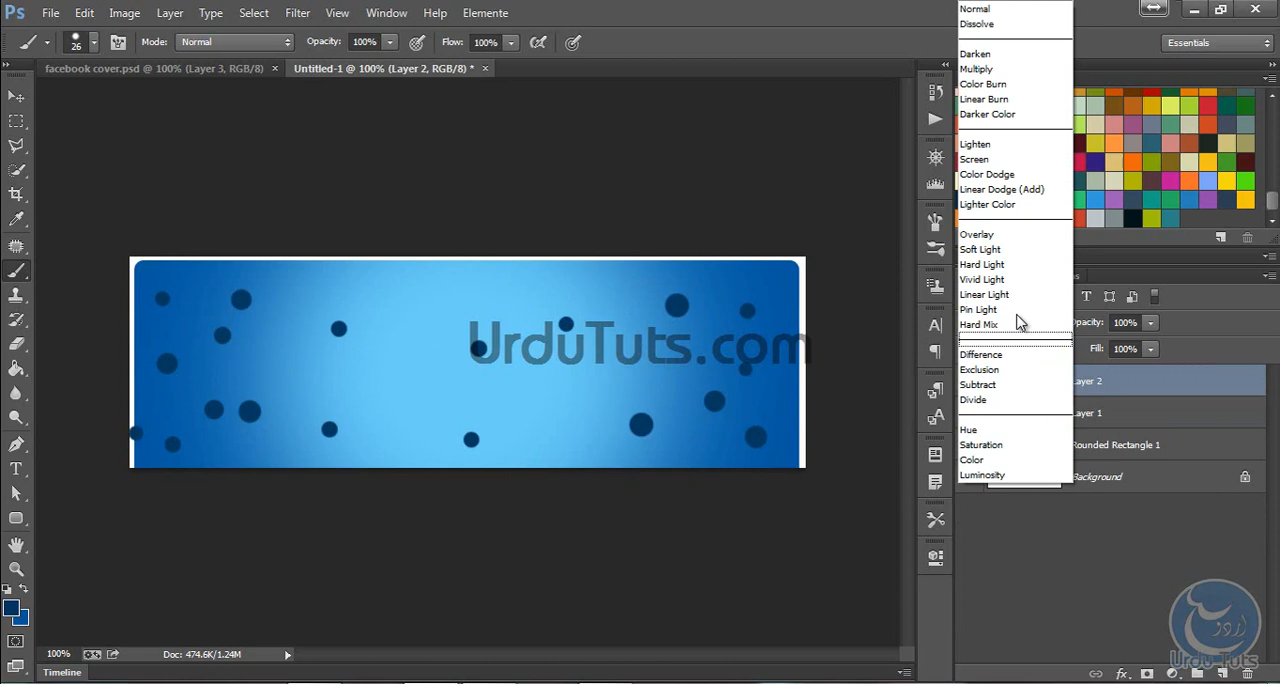 Ps File Edit Image Layer Type Select Filter View Window Help Elemente
26 Mode: Normal Opacity: 100% Flow: 100% Essentials
facebook cover.psd @ 100% (Layer 3, RGB/8) × Untitled-1 @ 100% (Layer 2, RGB/8) * ×
Normal
Dissolve
Darken
Multiply
Color Burn
Linear Burn
Darker Color
Lighten
Screen
Color Dodge
Linear Dodge (Add)
Lighter Color
Overlay
Soft Light
Hard Light
Vivid Light
Linear Light
Pin Light
Hard Mix
Difference
Exclusion
Subtract
Divide
Hue
Saturation
Color
Luminosity
Opacity: 100%
Fill: 100%
Layer 2
Layer 1
Rounded Rectangle 1
Background
UrduTuts.com
100% Doc: 474.6K/1.24M
Timeline
اردو
Urdu-Tuts